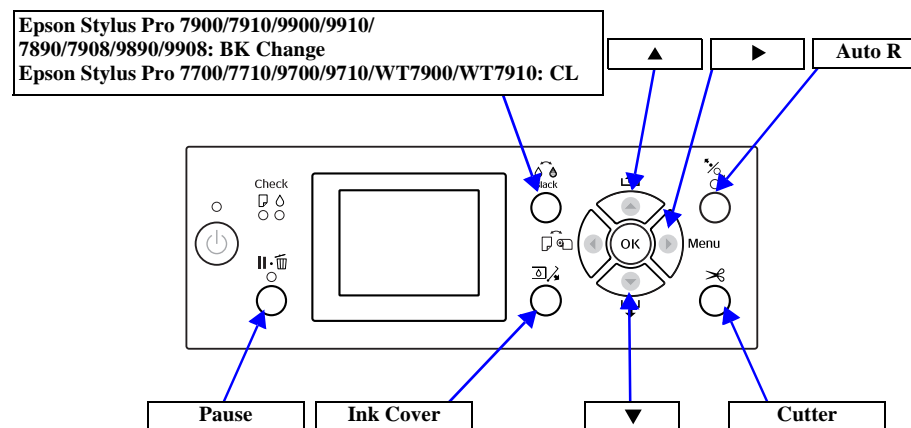 Epson Stylus Pro 7900/7910/9900/9910/
7890/7908/9890/9908: BK Change
Epson Stylus Pro 7700/7710/9700/9710/WT7900/WT7910: CL
▲
▶
Auto R
Check
OK
Menu
Pause
Ink Cover
▼
Cutter